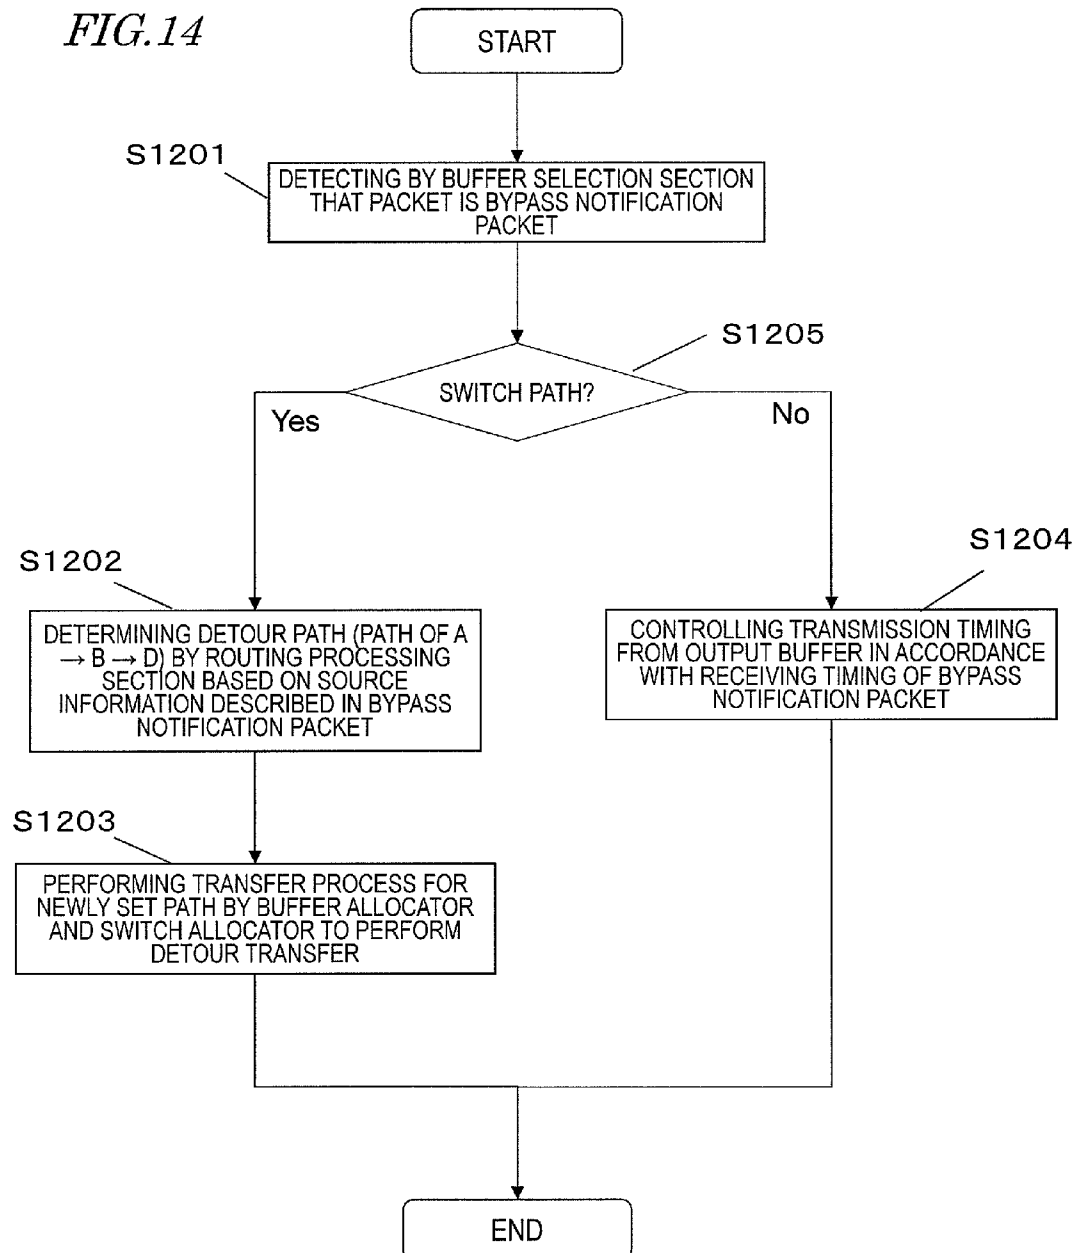 FIG.14
START
S1201
DETECTING BY BUFFER SELECTION SECTION
THAT PACKET IS BYPASS NOTIFICATION
PACKET
S1205
SWITCH PATH?
Yes
No
S1202
DETERMINING DETOUR PATH (PATH OF A
→ B → D) BY ROUTING PROCESSING
SECTION BASED ON SOURCE
INFORMATION DESCRIBED IN BYPASS
NOTIFICATION PACKET
S1204
CONTROLLING TRANSMISSION TIMING
FROM OUTPUT BUFFER IN ACCORDANCE
WITH RECEIVING TIMING OF BYPASS
NOTIFICATION PACKET
S1203
PERFORMING TRANSFER PROCESS FOR
NEWLY SET PATH BY BUFFER ALLOCATOR
AND SWITCH ALLOCATOR TO PERFORM
DETOUR TRANSFER
END